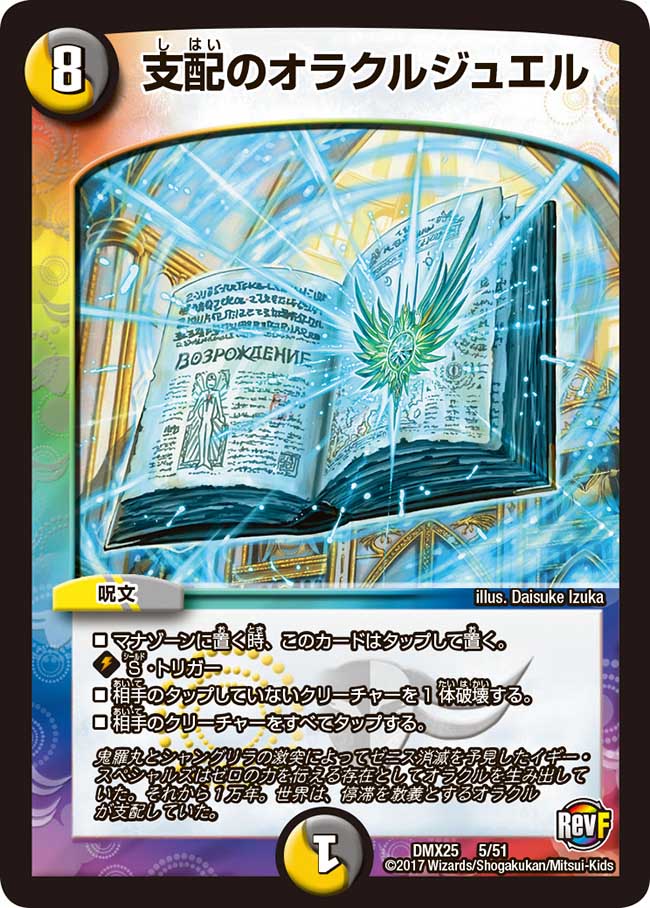 8
しはい
支配のオラクルジュエル
ВОЗРОЖДЕНИЕ
呪文
illus. Daisuke Izuka
■ マナゾーンに置く時、このカードはタップして置く。
S・トリガー
■ 相手のタップしていないクリーチャーを1体破壊する。
■ 相手のクリーチャーをすべてタップする。
鬼羅丸とシャングリラの激突によってゼニス消滅を予見したイギー・
スペシャルズはゼロの力を伝える存在としてオラクルを生み出して
いた。それから1万年。世界は、停滞を教義とするオラクル
が支配していた。
1
RevF
DMX25 5/51
©2017 Wizards/Shogakukan/Mitsui-Kids